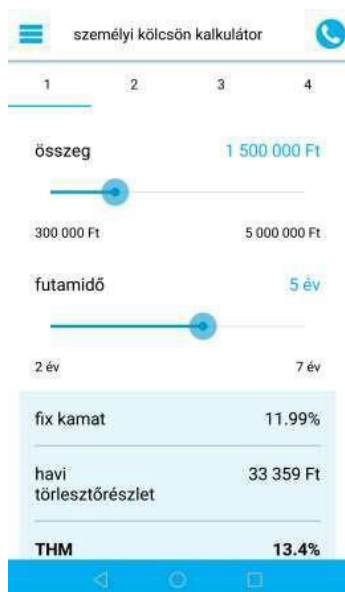 személyi kölcsön kalkulátor
1 2 3 4
összeg 1 500 000 Ft
300 000 Ft 5 000 000 Ft
futamidő 5 év
2 év 7 év
fix kamat 11.99%
havi
törlesztőrészlet 33 359 Ft
THM 13.4%